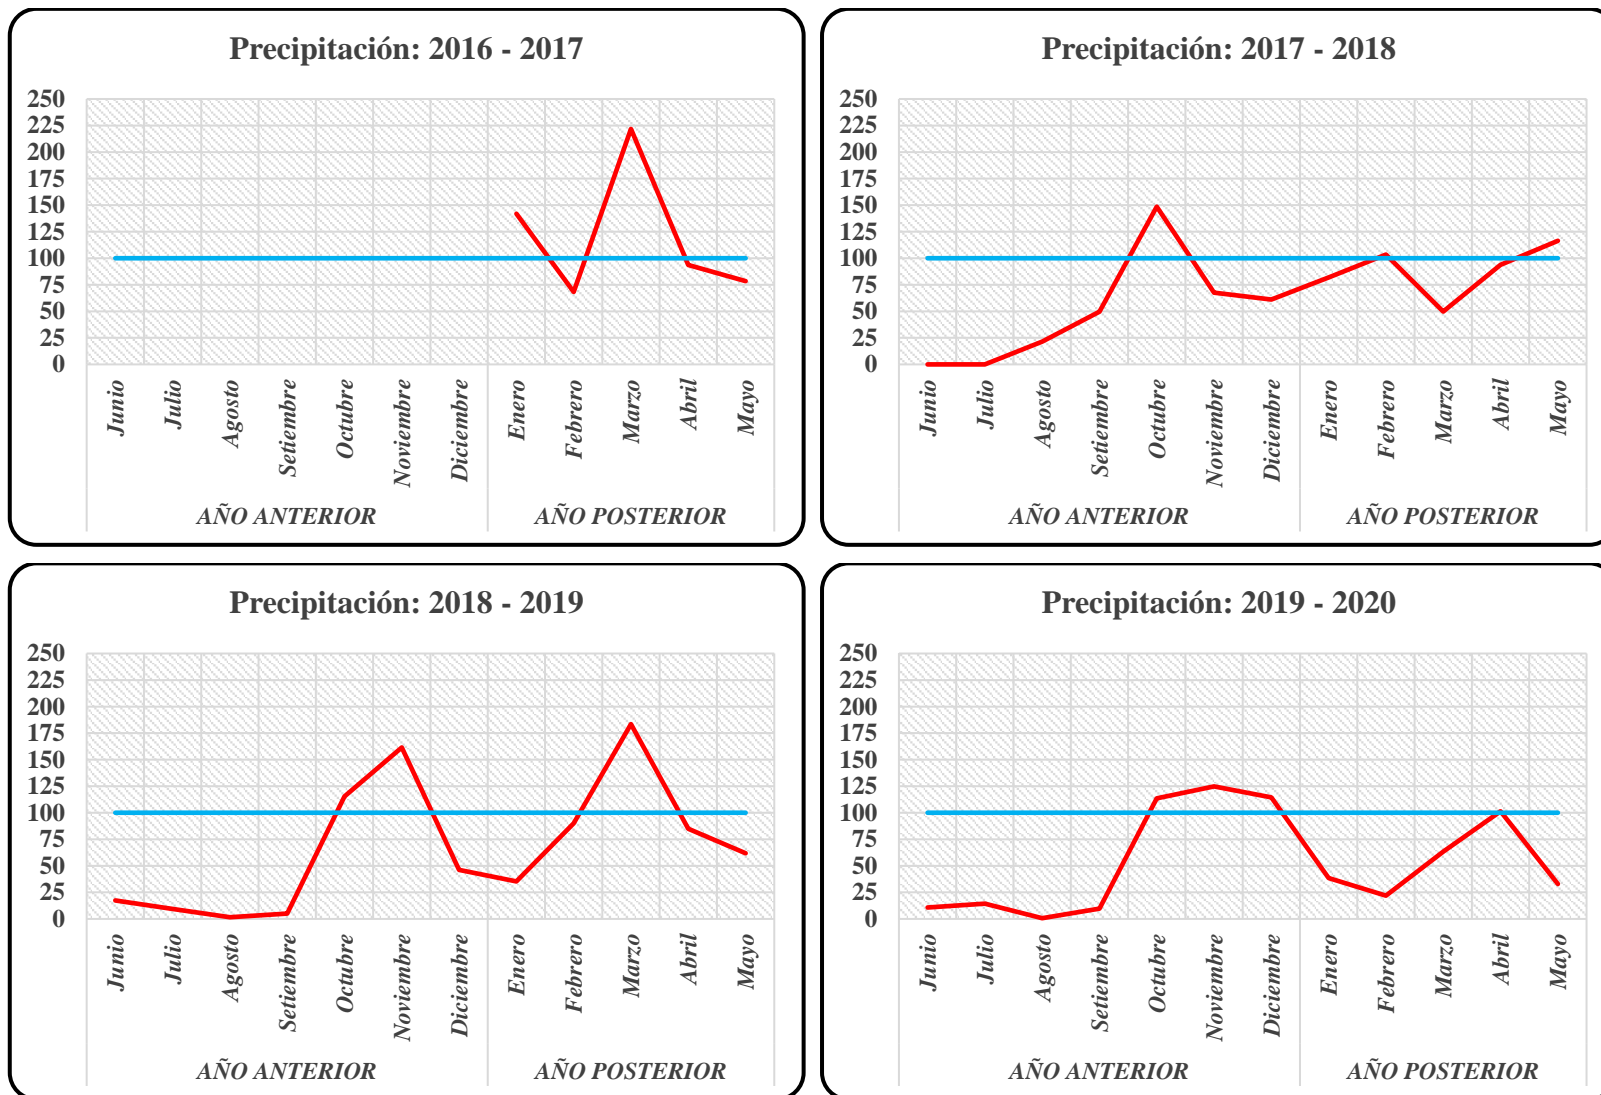 Precipitación: 2016 - 2017
250
225
200
175
150
125
100
75
50
25
0
Junio
Julio
Agosto
Setiembre
Octubre
Noviembre
Diciembre
Enero
Febrero
Marzo
Abril
Mayo
AÑO ANTERIOR
AÑO POSTERIOR
Precipitación: 2017 - 2018
250
225
200
175
150
125
100
75
50
25
0
Junio
Julio
Agosto
Setiembre
Octubre
Noviembre
Diciembre
Enero
Febrero
Marzo
Abril
Mayo
AÑO ANTERIOR
AÑO POSTERIOR
Precipitación: 2018 - 2019
250
225
200
175
150
125
100
75
50
25
0
Junio
Julio
Agosto
Setiembre
Octubre
Noviembre
Diciembre
Enero
Febrero
Marzo
Abril
Mayo
AÑO ANTERIOR
AÑO POSTERIOR
Precipitación: 2019 - 2020
250
225
200
175
150
125
100
75
50
25
0
Junio
Julio
Agosto
Setiembre
Octubre
Noviembre
Diciembre
Enero
Febrero
Marzo
Abril
Mayo
AÑO ANTERIOR
AÑO POSTERIOR